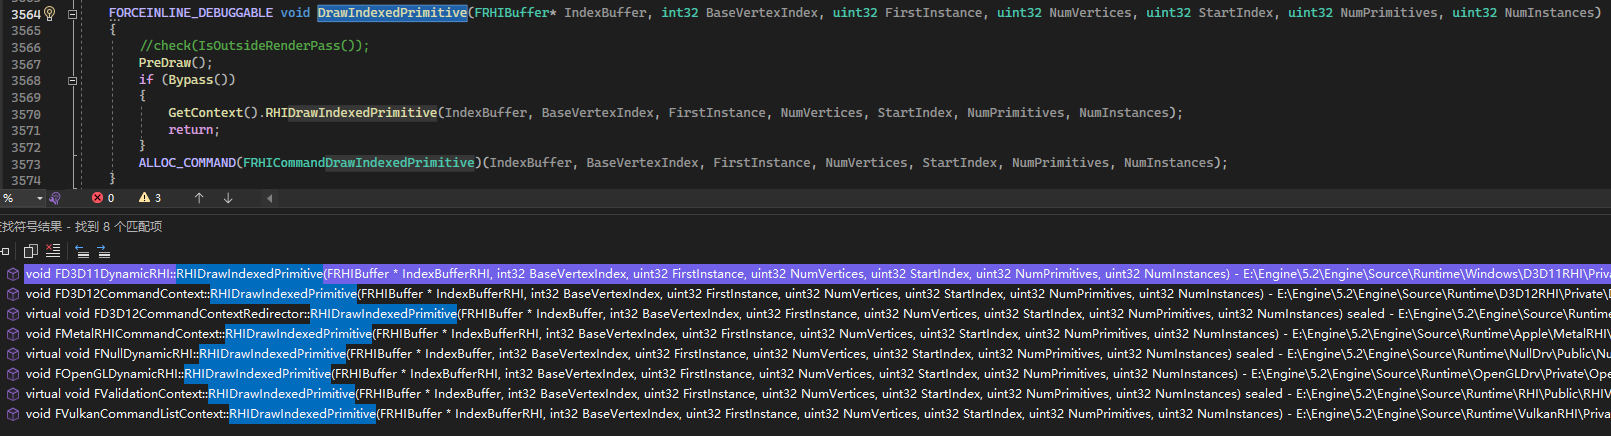 3564 FORCEINLINE_DEBUGGABLE void DrawIndexedPrimitive(FRHIBuffer* IndexBuffer, int32 BaseVertexIndex, uint32 FirstInstance, uint32 NumVertices, uint32 StartIndex, uint32 NumPrimitives, uint32 NumInstances)
3565 {
3566 //check(IsOutsideRenderPass());
3567 PreDraw();
3568 if (Bypass())
3569 {
3570 GetContext().RHIDrawIndexedPrimitive(IndexBuffer, BaseVertexIndex, FirstInstance, NumVertices, StartIndex, NumPrimitives, NumInstances);
3571 return;
3572 }
3573 ALLOC_COMMAND(FRHICommandDrawIndexedPrimitive)(IndexBuffer, BaseVertexIndex, FirstInstance, NumVertices, StartIndex, NumPrimitives, NumInstances);
3574 }
% 0 3
找符号结果 - 找到 8 个匹配项
void FD3D11DynamicRHI::RHIDrawIndexedPrimitive(FRHIBuffer * IndexBufferRHI, int32 BaseVertexIndex, uint32 FirstInstance, uint32 NumVertices, uint32 StartIndex, uint32 NumPrimitives, uint32 NumInstances) - E:\Engine\5.2\Engine\Source\Runtime\Windows\D3D11RHI\Priva
void FD3D12CommandContext::RHIDrawIndexedPrimitive(FRHIBuffer * IndexBufferRHI, int32 BaseVertexIndex, uint32 FirstInstance, uint32 NumVertices, uint32 StartIndex, uint32 NumPrimitives, uint32 NumInstances) - E:\Engine\5.2\Engine\Source\Runtime\D3D12RHI\Private\D
virtual void FD3D12CommandContextRedirector::RHIDrawIndexedPrimitive(FRHIBuffer * IndexBuffer, int32 BaseVertexIndex, uint32 FirstInstance, uint32 NumVertices, uint32 StartIndex, uint32 NumPrimitives, uint32 NumInstances) sealed - E:\Engine\5.2\Engine\Source\Runtime
void FMetalRHICommandContext::RHIDrawIndexedPrimitive(FRHIBuffer * IndexBufferRHI, int32 BaseVertexIndex, uint32 FirstInstance, uint32 NumVertices, uint32 StartIndex, uint32 NumPrimitives, uint32 NumInstances) - E:\Engine\5.2\Engine\Source\Runtime\Apple\MetalRHI\
virtual void FNullDynamicRHI::RHIDrawIndexedPrimitive(FRHIBuffer * IndexBuffer, int32 BaseVertexIndex, uint32 FirstInstance, uint32 NumVertices, uint32 StartIndex, uint32 NumPrimitives, uint32 NumInstances) sealed - E:\Engine\5.2\Engine\Source\Runtime\NullDrv\Public\Nu
void FOpenGLDynamicRHI::RHIDrawIndexedPrimitive(FRHIBuffer * IndexBufferRHI, int32 BaseVertexIndex, uint32 FirstInstance, uint32 NumVertices, uint32 StartIndex, uint32 NumPrimitives, uint32 NumInstances) - E:\Engine\5.2\Engine\Source\Runtime\OpenGLDrv\Private\Ope
virtual void FValidationContext::RHIDrawIndexedPrimitive(FRHIBuffer * IndexBuffer, int32 BaseVertexIndex, uint32 FirstInstance, uint32 NumVertices, uint32 StartIndex, uint32 NumPrimitives, uint32 NumInstances) sealed - E:\Engine\5.2\Engine\Source\Runtime\RHI\Public\RHIV
void FVulkanCommandListContext::RHIDrawIndexedPrimitive(FRHIBuffer * IndexBufferRHI, int32 BaseVertexIndex, uint32 FirstInstance, uint32 NumVertices, uint32 StartIndex, uint32 NumPrimitives, uint32 NumInstances) - E:\Engine\5.2\Engine\Source\Runtime\VulkanRHI\Priva